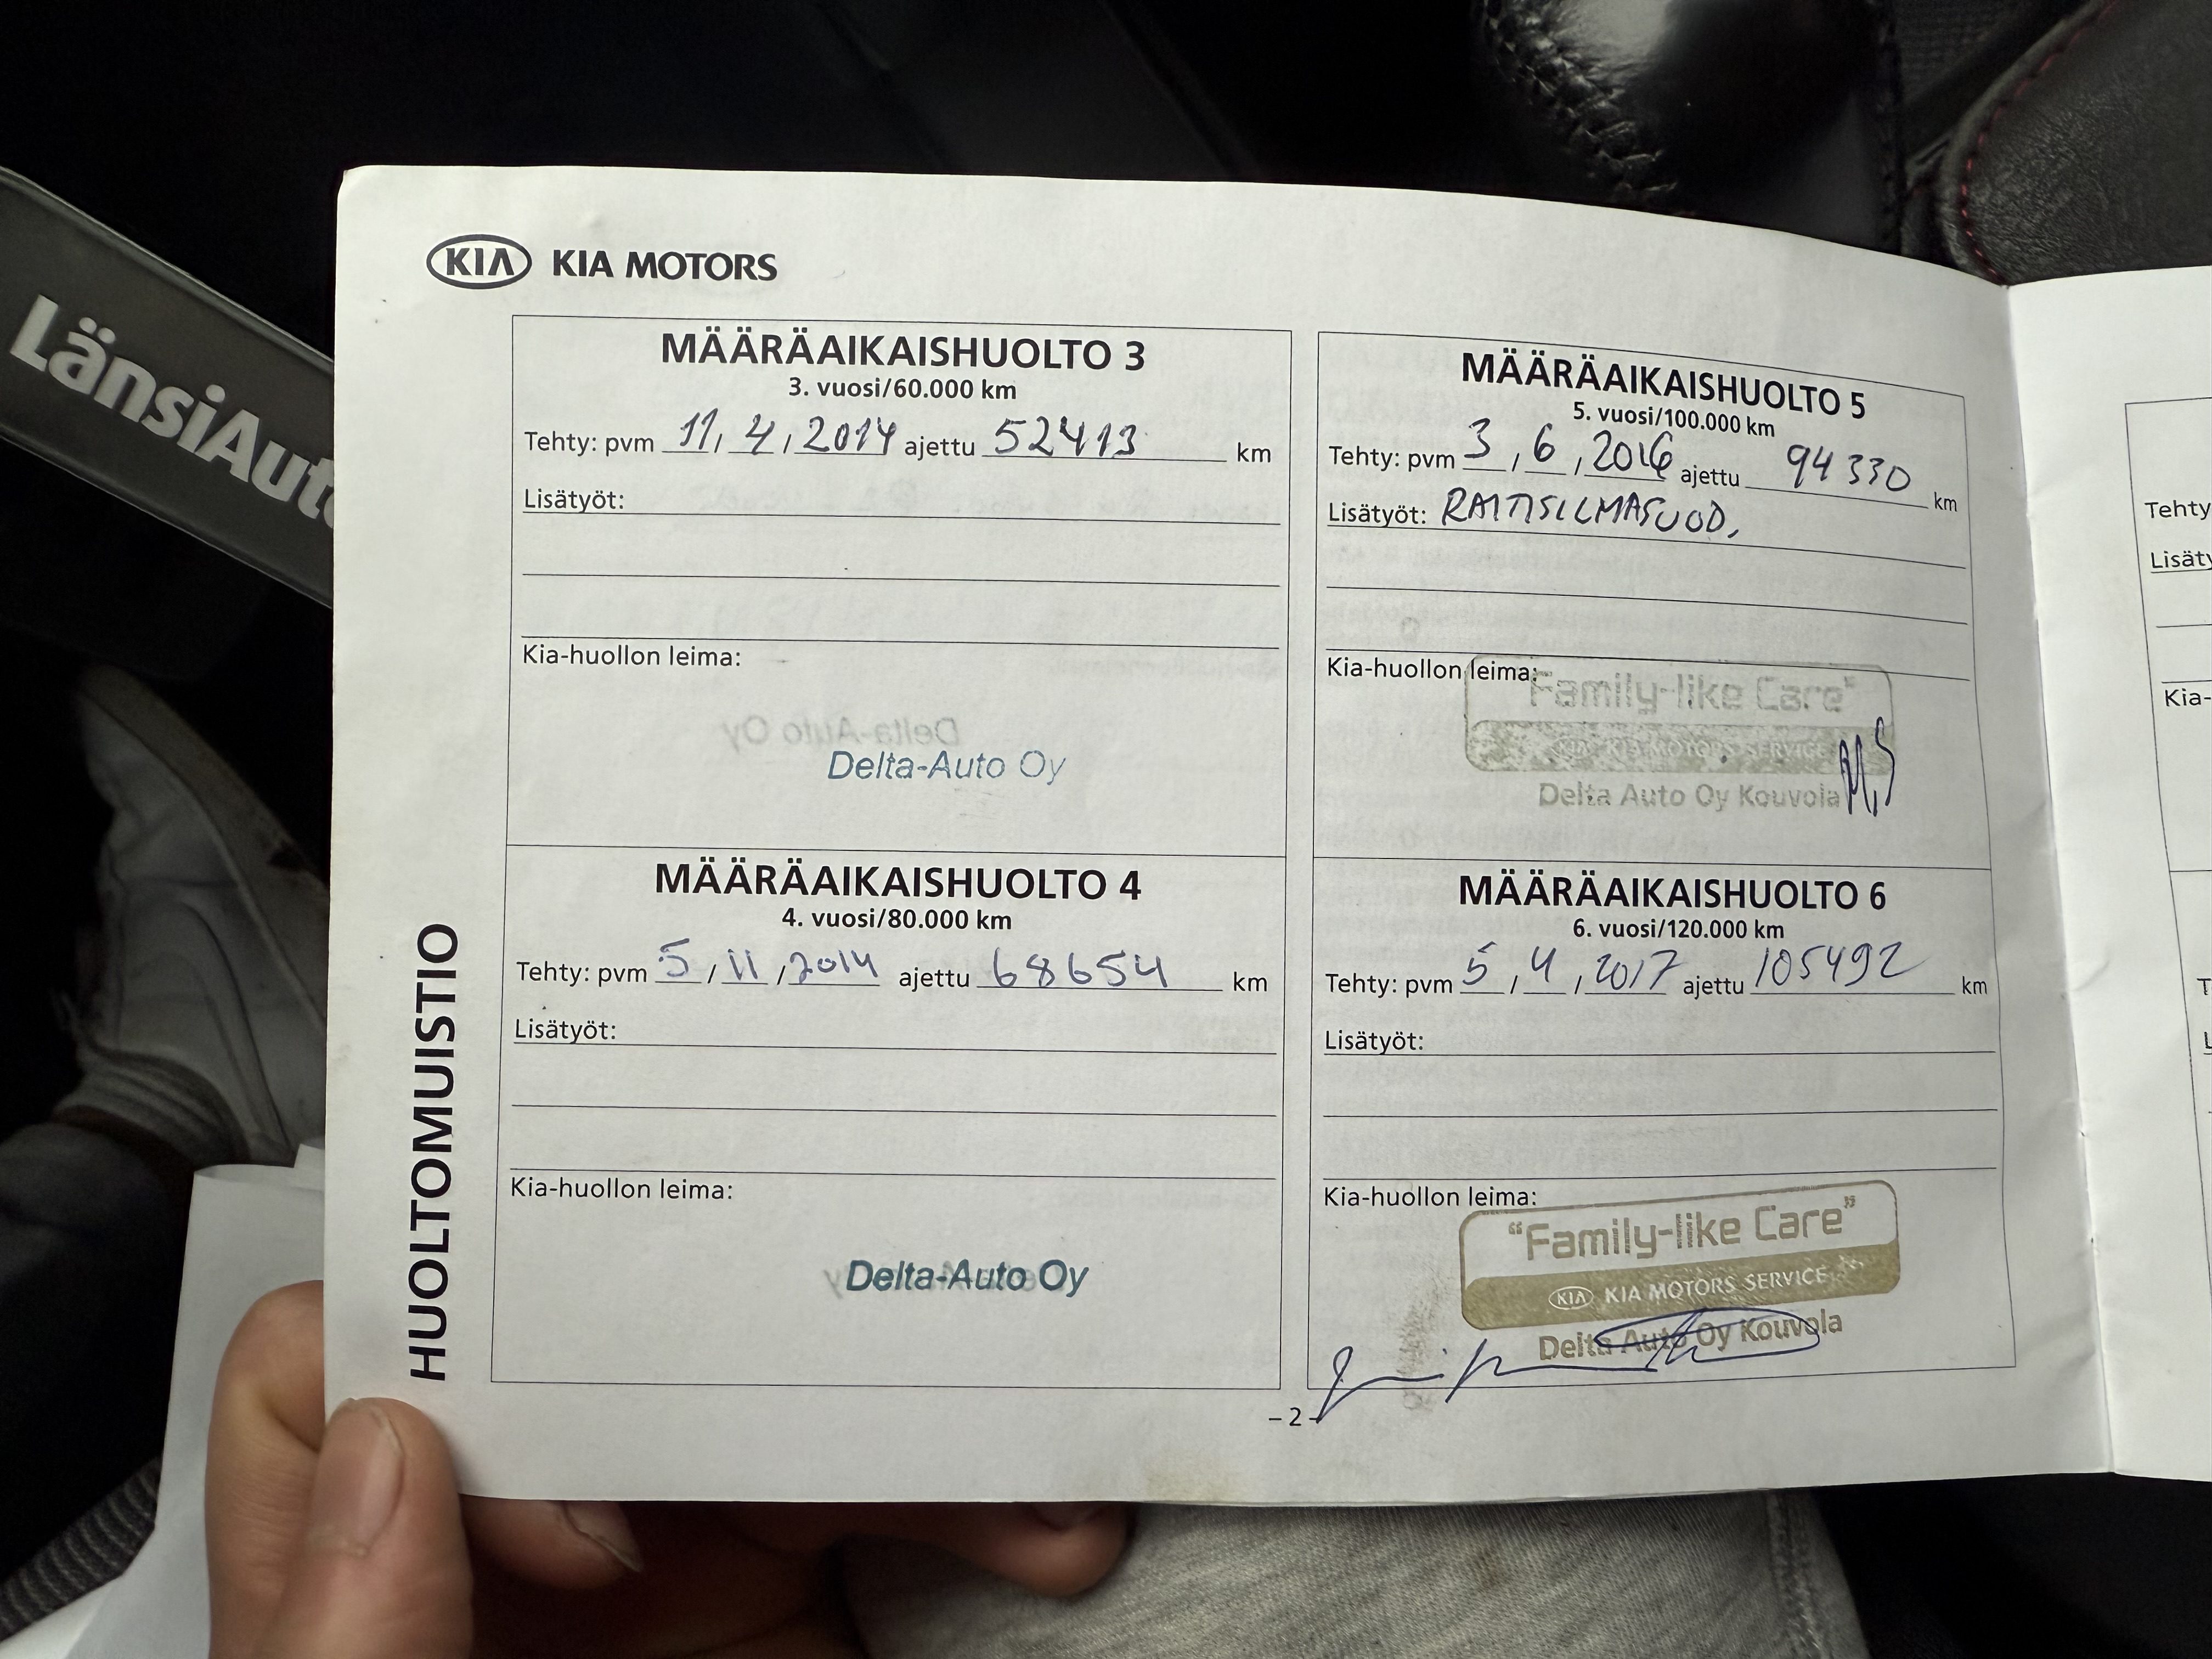 LänsiAuto
KIA KIA MOTORS
HUOLTOMUISTIO
MÄÄRÄAIKAISHUOLTO 3
3. vuosi/60.000 km
Tehty: pvm 11, 4, 2014 ajettu 52413 km
Lisätyöt:
Kia-huollon leima:
Delta-Auto Oy
MÄÄRÄAIKAISHUOLTO 4
4. vuosi/80.000 km
Tehty: pvm 5 / 11 / 2014 ajettu 68654 km
Lisätyöt:
Kia-huollon leima:
Delta-Auto Oy
MÄÄRÄAIKAISHUOLTO 5
5. vuosi/100.000 km
Tehty: pvm 3 , 6 , 2016 ajettu 94 330 km
Lisätyöt: RAITISILMASUOD,
Kia-huollon leima:
"Family-like Care"
KIA KIA MOTORS SERVICE
Delta Auto Oy Kouvola
MÄÄRÄAIKAISHUOLTO 6
6. vuosi/120.000 km
Tehty: pvm 5 , 4 , 2017 ajettu 105492 km
Lisätyöt:
Kia-huollon leima:
"Family-like Care"
KIA KIA MOTORS SERVICE
Delta Auto Oy Kouvola
– 2 –
Tehty
Kia-